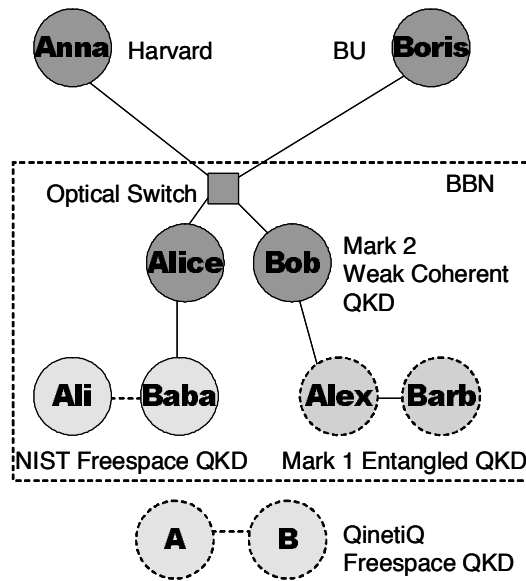 Anna Harvard BU Boris
Optical Switch BBN
Alice Bob Mark 2
Weak Coherent
QKD
Ali Baba Alex Barb
NIST Freespace QKD Mark 1 Entangled QKD
A B QinetiQ
Freespace QKD